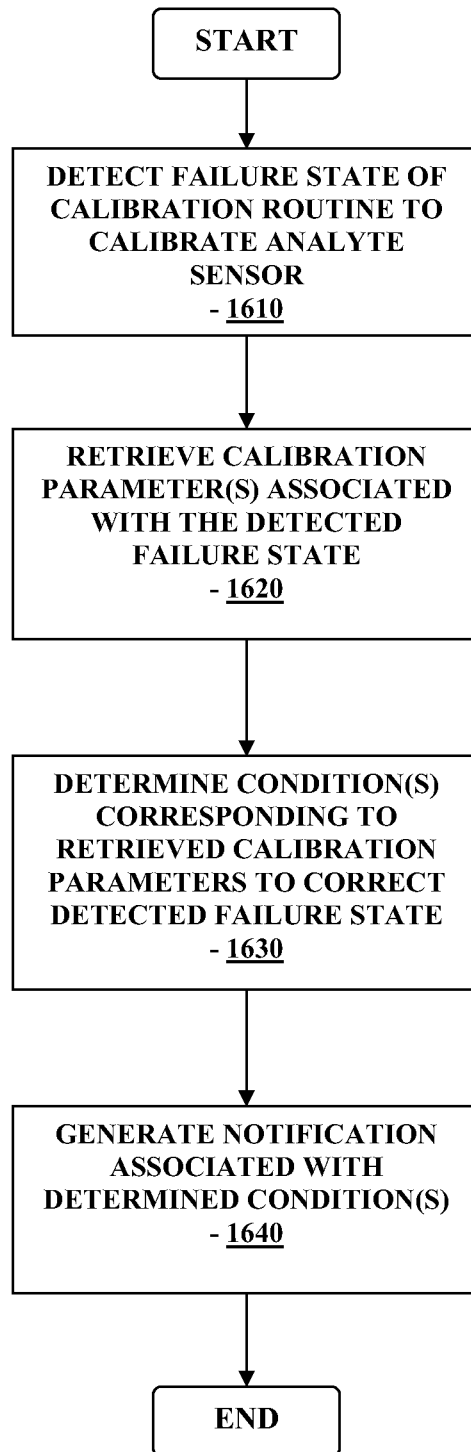 START
DETECT FAILURE STATE OF
CALIBRATION ROUTINE TO
CALIBRATE ANALYTE
SENSOR
- 1610
RETRIEVE CALIBRATION
PARAMETER(S) ASSOCIATED
WITH THE DETECTED
FAILURE STATE
- 1620
DETERMINE CONDITION(S)
CORRESPONDING TO
RETRIEVED CALIBRATION
PARAMETERS TO CORRECT
DETECTED FAILURE STATE
- 1630
GENERATE NOTIFICATION
ASSOCIATED WITH
DETERMINED CONDITION(S)
- 1640
END